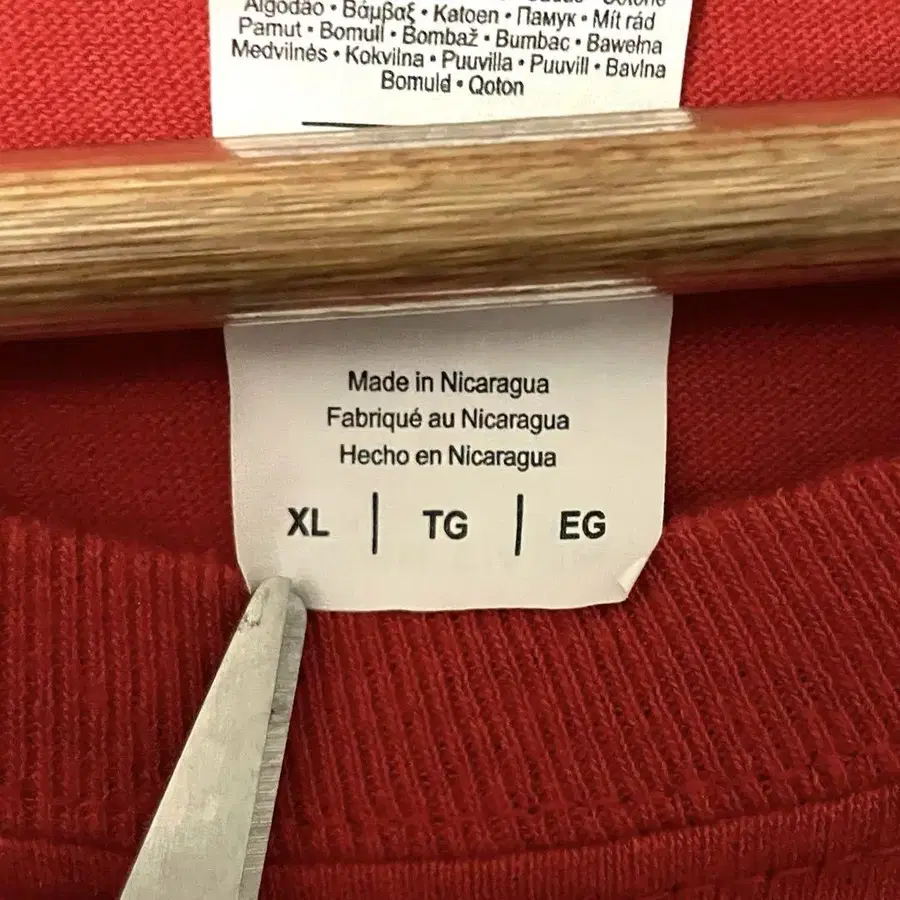 Algodão • Βάμβαξ • Katoen • Памук • Mít rád
Pamut • Bomull • Bombaž • Bumbac • Bawełna
Medvilnės • Kokvilna • Puuvilla • Puuvill • Bavlna
Bomuld • Qoton
Made in Nicaragua
Fabriqué au Nicaragua
Hecho en Nicaragua
XL | TG | EG